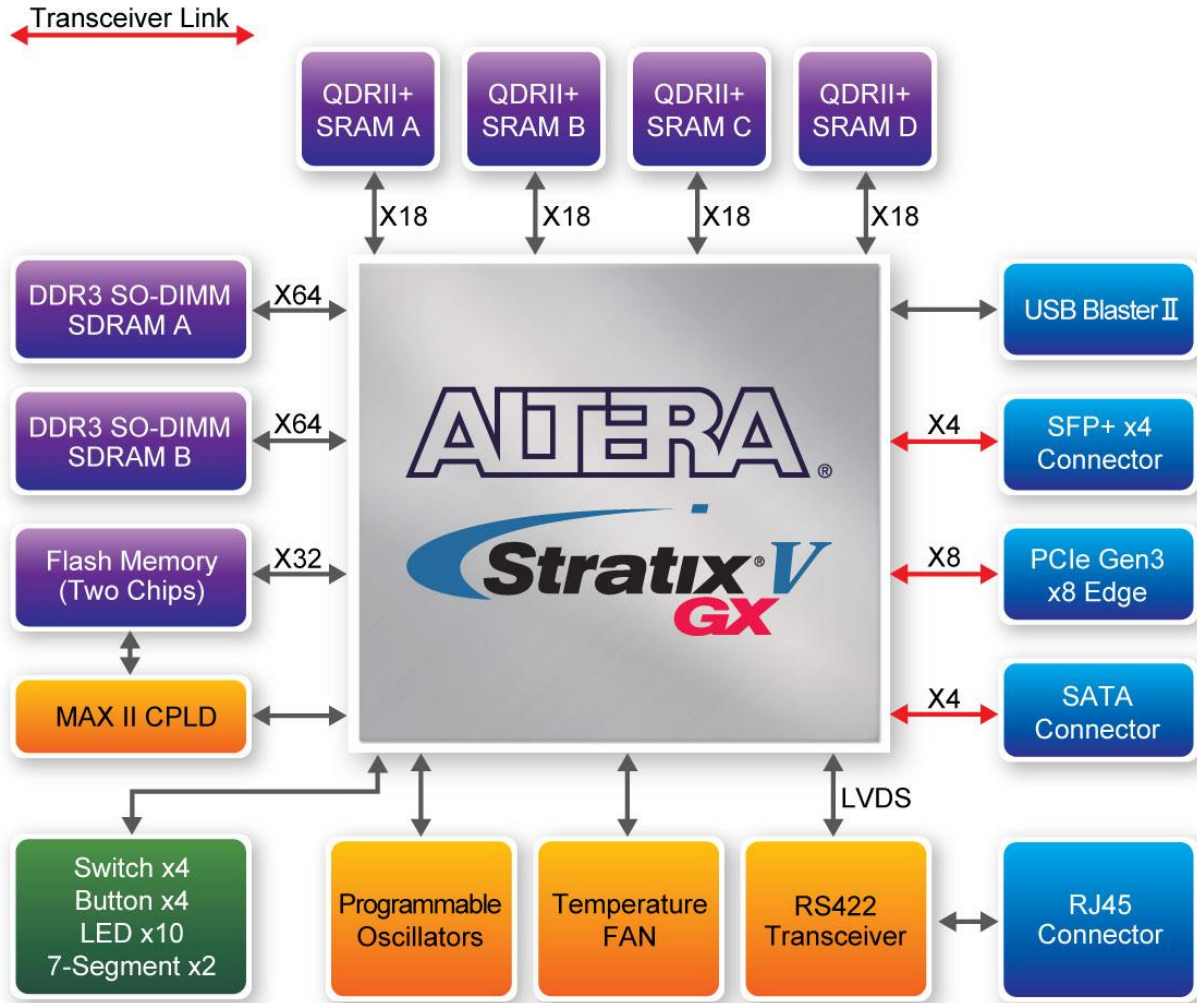 Transceiver Link
QDRII+
SRAM A
QDRII+
SRAM B
QDRII+
SRAM C
QDRII+
SRAM D
X18
X18
X18
X18
DDR3 SO-DIMM
SDRAM A
X64
DDR3 SO-DIMM
SDRAM B
X64
Flash Memory
(Two Chips)
X32
MAX II CPLD
ALTERA®
Stratix® V
GX
USB Blaster II
X4
SFP+ x4
Connector
X8
PCIe Gen3
x8 Edge
X4
SATA
Connector
LVDS
Switch x4
Button x4
LED x10
7-Segment x2
Programmable
Oscillators
Temperature
FAN
RS422
Transceiver
RJ45
Connector